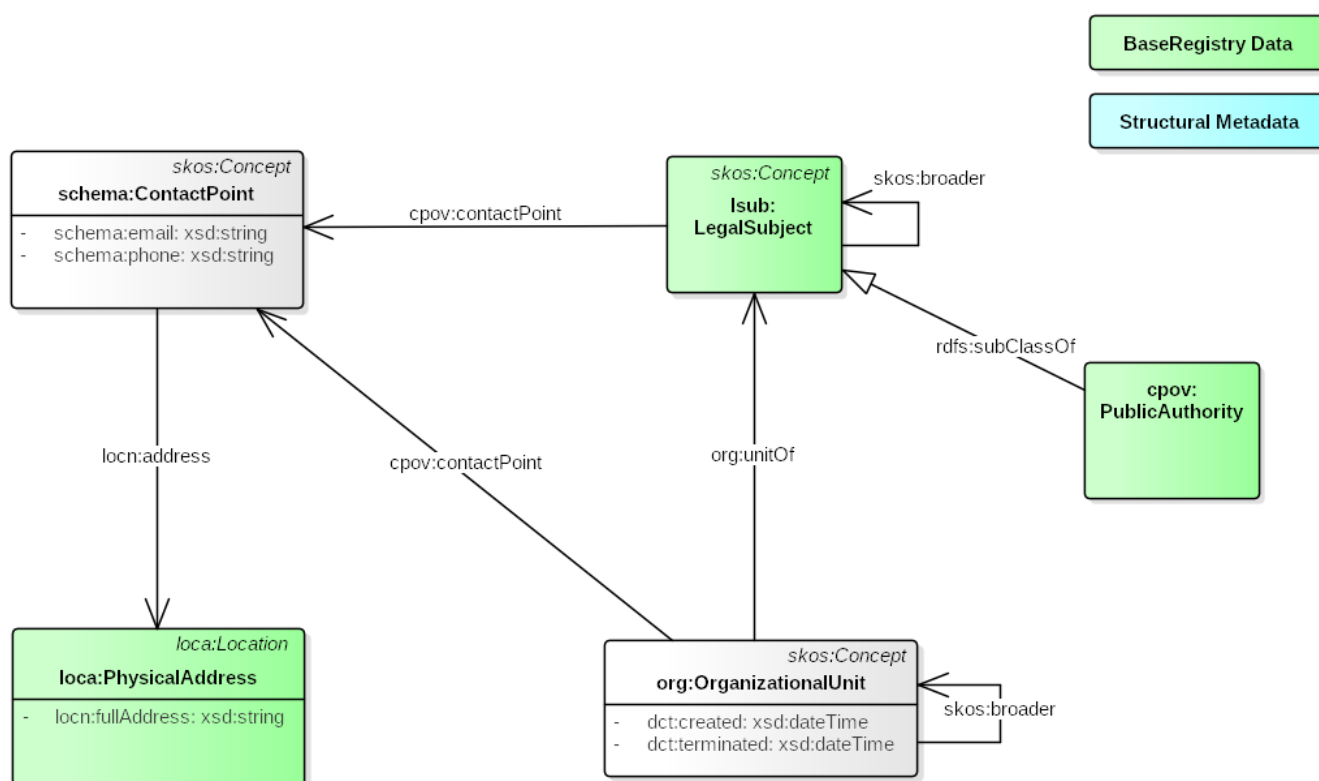 BaseRegistry Data
Structural Metadata
skos:Concept
schema:ContactPoint
- schema:email: xsd:string
- schema:phone: xsd:string
cpov:contactPoint
skos:Concept
lsub:
LegalSubject
skos:broader
rdfs:subClassOf
cpov:
PublicAuthority
locn:address
cpov:contactPoint
org:unitOf
loca:Location
loca:PhysicalAddress
- locn:fullAddress: xsd:string
skos:Concept
org:OrganizationalUnit
- dct:created: xsd:dateTime
- dct:terminated: xsd:dateTime
skos:broader